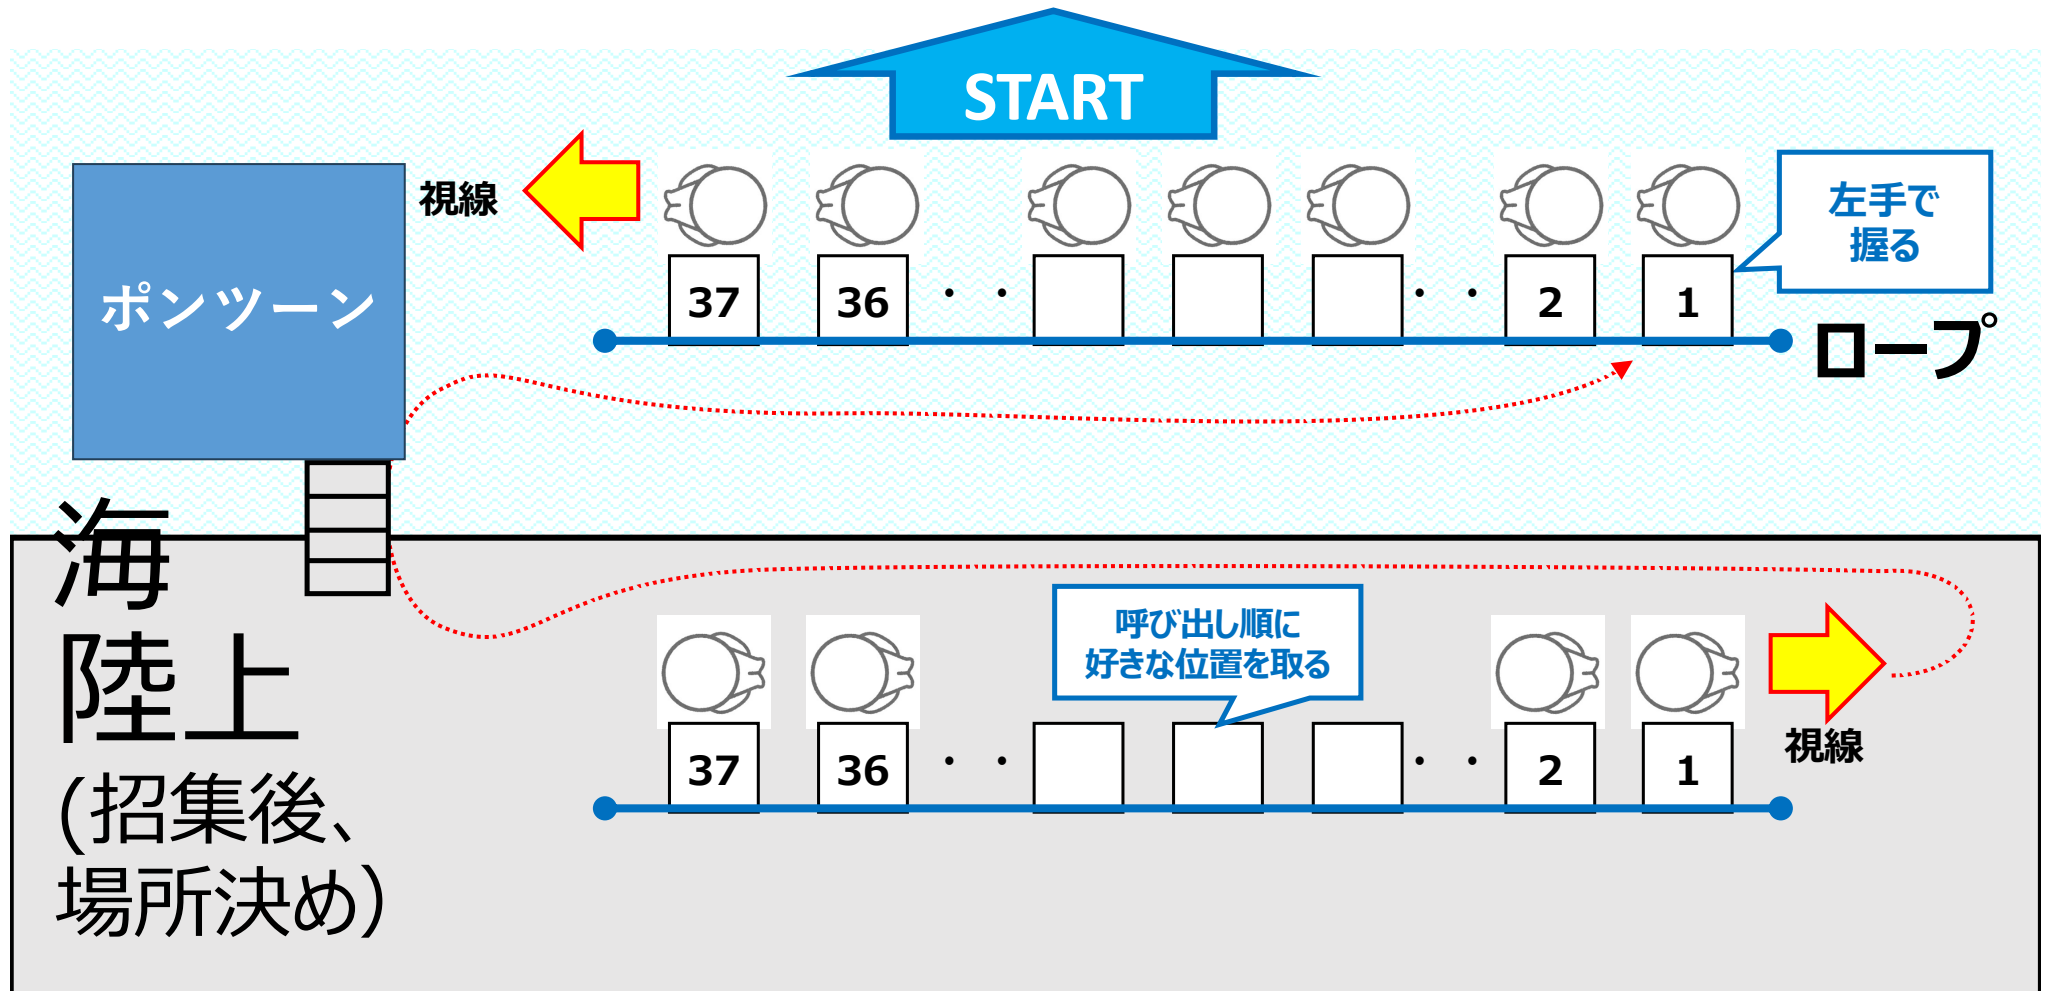 START
視線
左手で
握る
ポンツーン
37 36 ・・ ・・ 2 1
ロープ
海
陸上
(招集後、
場所決め)
呼び出し順に
好きな位置を取る
視線
37 36 ・・ ・・ 2 1